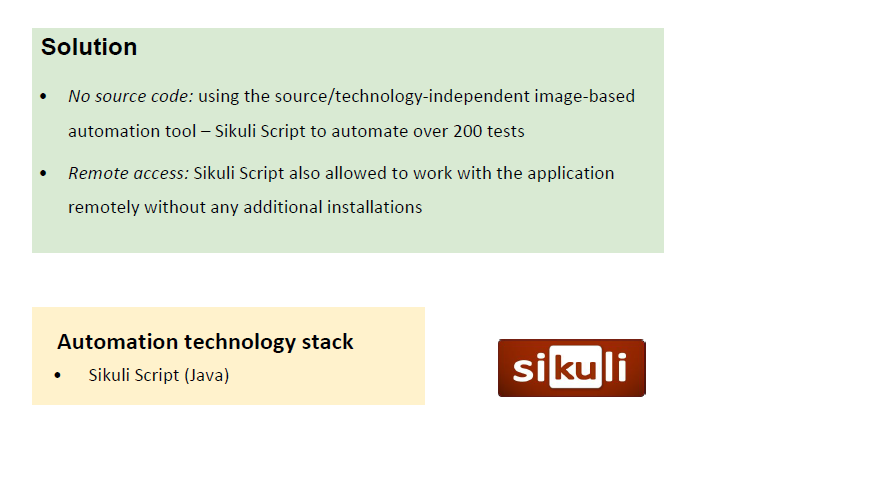 Solution
• No source code: using the source/technology-independent image-based
automation tool – Sikuli Script to automate over 200 tests
• Remote access: Sikuli Script also allowed to work with the application
remotely without any additional installations
Automation technology stack
• Sikuli Script (Java)
sikuli